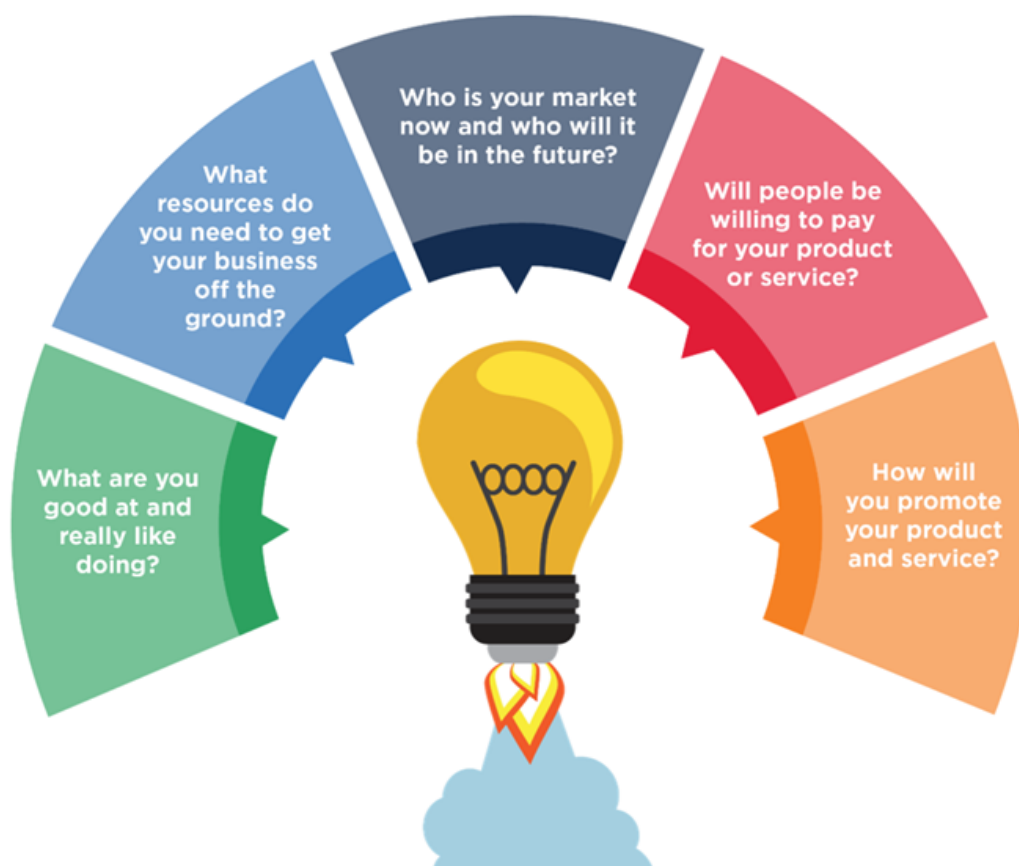 What are you
good at and
really like
doing?
What
resources do
you need to get
your business
off the
ground?
Who is your market
now and who will it
be in the future?
Will people be
willing to pay
for your product
or service?
How will
you promote
your product
and service?